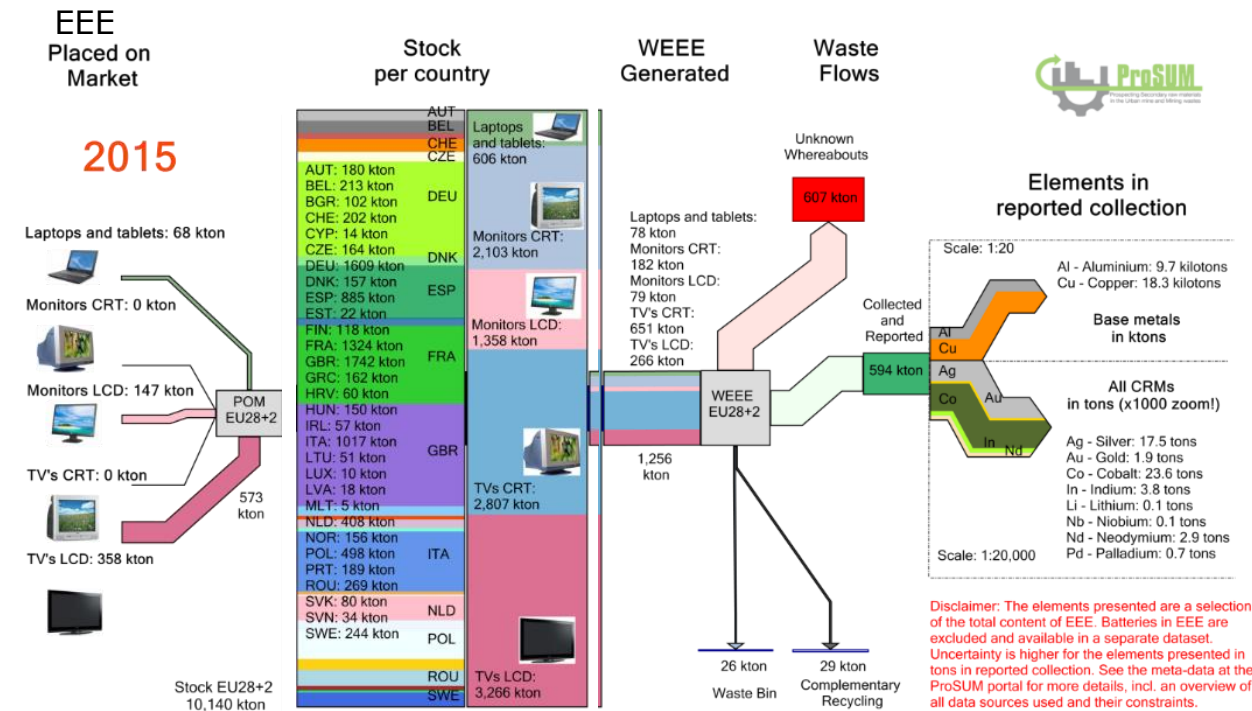 EEE
Placed on
Market
Stock
per country
WEEE
Generated
Waste
Flows
ProSUM
Prospecting Secondary raw materials
in the Urban mine and Mining wastes
2015
Laptops and tablets: 68 kton
Monitors CRT: 0 kton
Monitors LCD: 147 kton
TV's CRT: 0 kton
TV's LCD: 358 kton
POM
EU28+2
573
kton
Stock EU28+2
10,140 kton
AUT
BEL
CHE
CZE
DEU
DNK
ESP
FRA
GBR
ITA
NLD
POL
ROU
SWE
AUT: 180 kton
BEL: 213 kton
BGR: 102 kton
CHE: 202 kton
CYP: 14 kton
CZE: 164 kton
DEU: 1609 kton
DNK: 157 kton
ESP: 885 kton
EST: 22 kton
FIN: 118 kton
FRA: 1324 kton
GBR: 1742 kton
GRC: 162 kton
HRV: 60 kton
HUN: 150 kton
IRL: 57 kton
ITA: 1017 kton
LTU: 51 kton
LUX: 10 kton
LVA: 18 kton
MLT: 5 kton
NLD: 408 kton
NOR: 156 kton
POL: 498 kton
PRT: 189 kton
ROU: 269 kton
SVK: 80 kton
SVN: 34 kton
SWE: 244 kton
Laptops
and tablets:
606 kton
Monitors CRT:
2,103 kton
Monitors LCD:
1,358 kton
TVs CRT:
2,807 kton
TVs LCD:
3,266 kton
Laptops and tablets:
78 kton
Monitors CRT:
182 kton
Monitors LCD:
79 kton
TV's CRT:
651 kton
TV's LCD:
266 kton
1,256
kton
WEEE
EU28+2
Unknown
Whereabouts
607 kton
Collected
and
Reported
594 kton
26 kton
Waste Bin
29 kton
Complementary
Recycling
Elements in
reported collection
Scale: 1:20
Al
Cu
Al - Aluminium: 9.7 kilotons
Cu - Copper: 18.3 kilotons
Base metals
in ktons
Ag
Au
Co
In
Nd
All CRMs
in tons (x1000 zoom!)
Ag - Silver: 17.5 tons
Au - Gold: 1.9 tons
Co - Cobalt: 23.6 tons
In - Indium: 3.8 tons
Li - Lithium: 0.1 tons
Nb - Niobium: 0.1 tons
Nd - Neodymium: 2.9 tons
Pd - Palladium: 0.7 tons
Scale: 1:20,000
Disclaimer: The elements presented are a selection
of the total content of EEE. Batteries in EEE are
excluded and available in a separate dataset.
Uncertainty is higher for the elements presented in
tons in reported collection. See the meta-data at the
ProSUM portal for more details, incl. an overview of
all data sources used and their constraints.